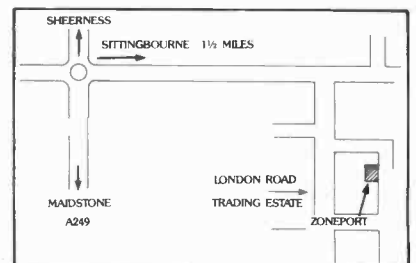 SHEERNESS
SITTINGBOURNE 1½ MILES
LONDON ROAD
TRADING ESTATE
MAIDSTONE
A249
ZONEPORT